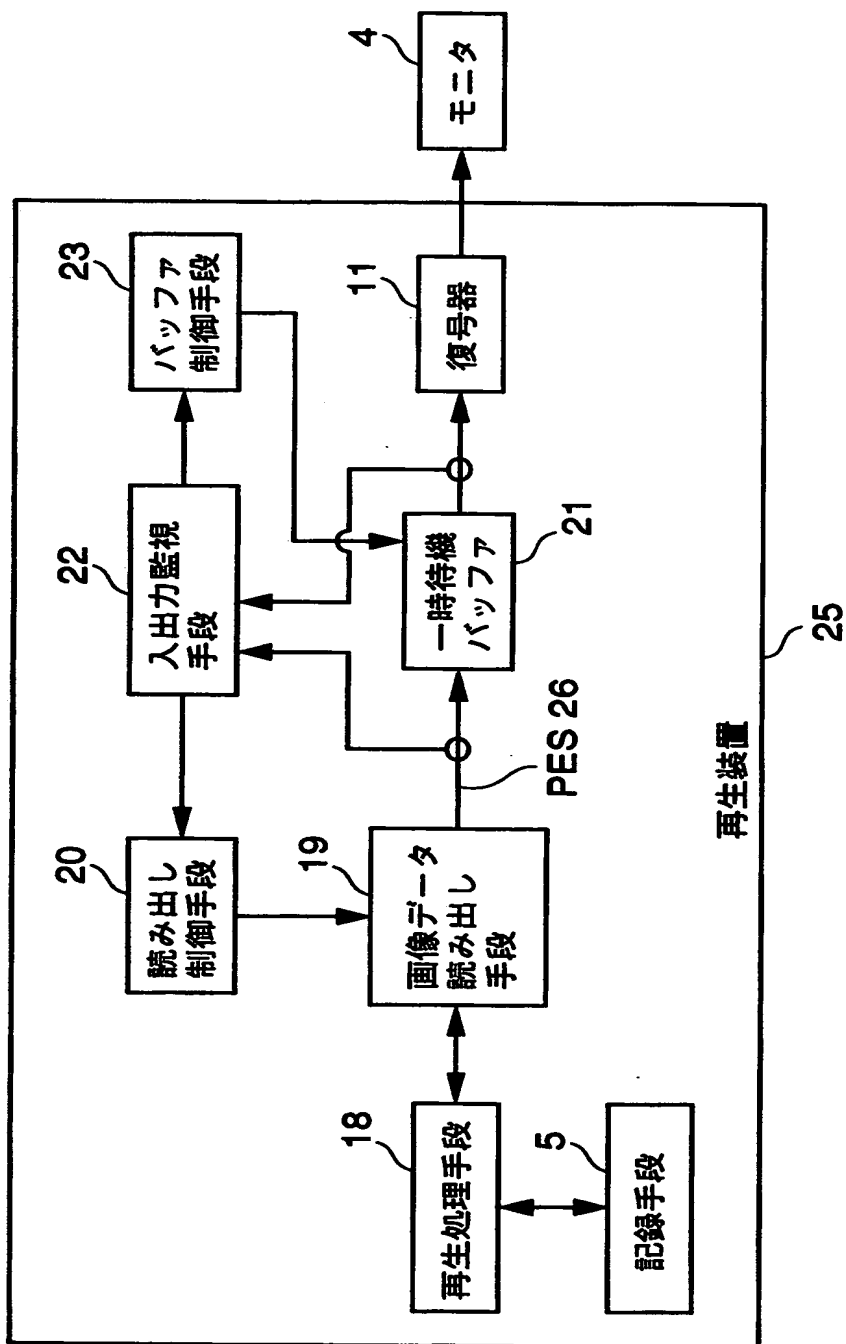 20
読み出し
制御手段
22
入出力監視
手段
23
バッファ
制御手段
18
再生処理手段
5
記録手段
19
画像データ
読み出し
手段
PES 26
一時待機
バッファ
21
11
復号器
4
モニタ
再生装置
25